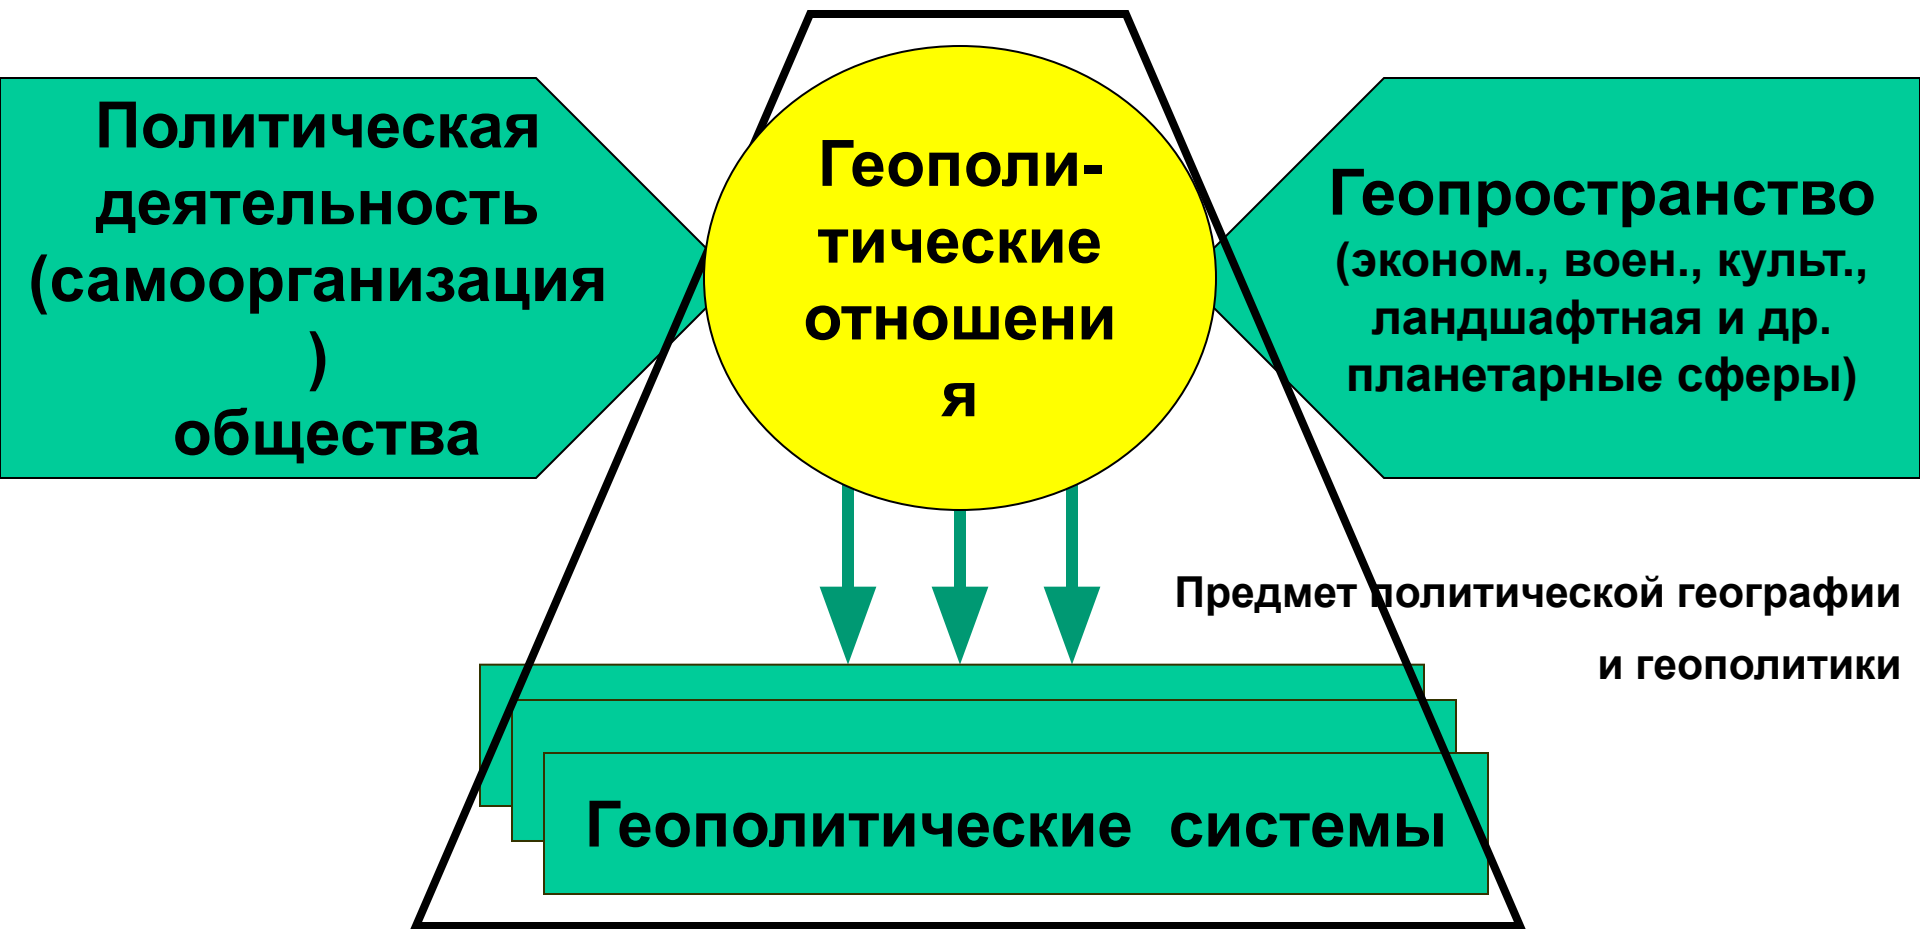 Политическая
деятельность
(самоорганизация
)
общества
Геополи-
тические
отношени
я
Геопространство
(эконом., воен., культ.,
ландшафтная и др.
планетарные сферы)
Предмет политической географии
и геополитики
Геополитические системы